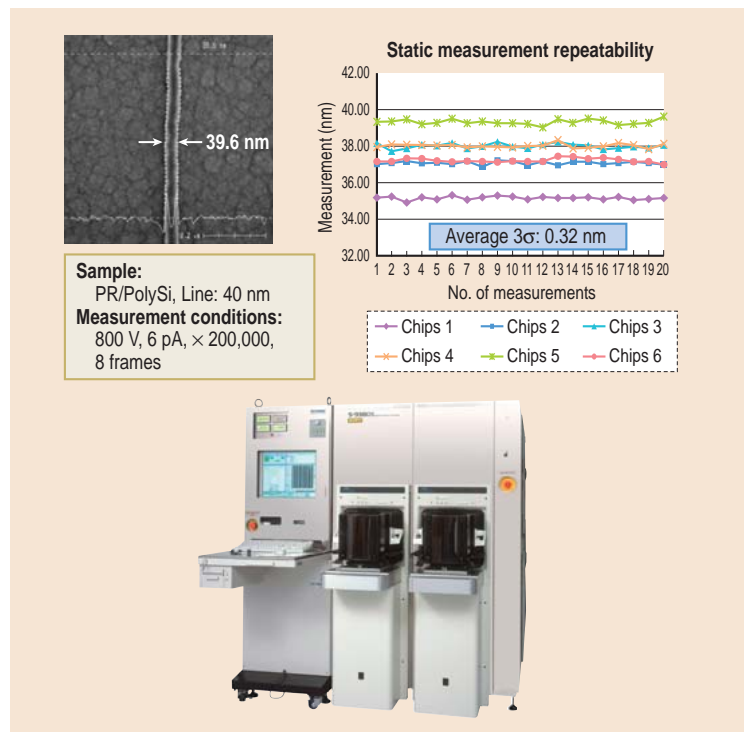 39.6 nm
Sample:
PR/PolySi, Line: 40 nm
Measurement conditions:
800 V, 6 pA, × 200,000,
8 frames
Static measurement repeatability
Measurement (nm)
42.00
40.00
38.00
36.00
34.00
32.00
Average 3σ: 0.32 nm
1 2 3 4 5 6 7 8 9 10 11 12 13 14 15 16 17 18 19 20
No. of measurements
Chips 1 Chips 2 Chips 3
Chips 4 Chips 5 Chips 6